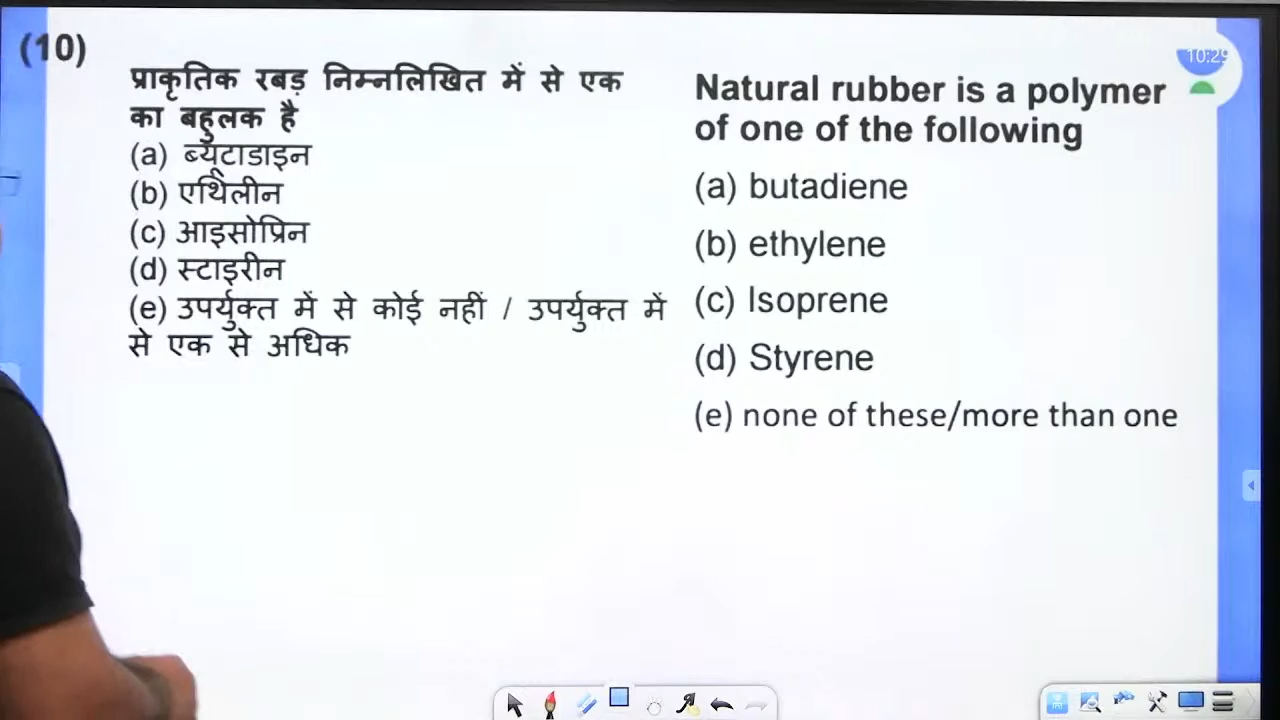 (10)
प्राकृतिक रबड़ निम्नलिखित में से एक
का बहुलक है
(a) ब्यूटाडाइन
(b) एथिलीन
(c) आइसोप्रिन
(d) स्टाइरीन
(e) उपर्युक्त में से कोई नहीं / उपर्युक्त में
से एक से अधिक
10:29
Natural rubber is a polymer
of one of the following
(a) butadiene
(b) ethylene
(c) Isoprene
(d) Styrene
(e) none of these/more than one